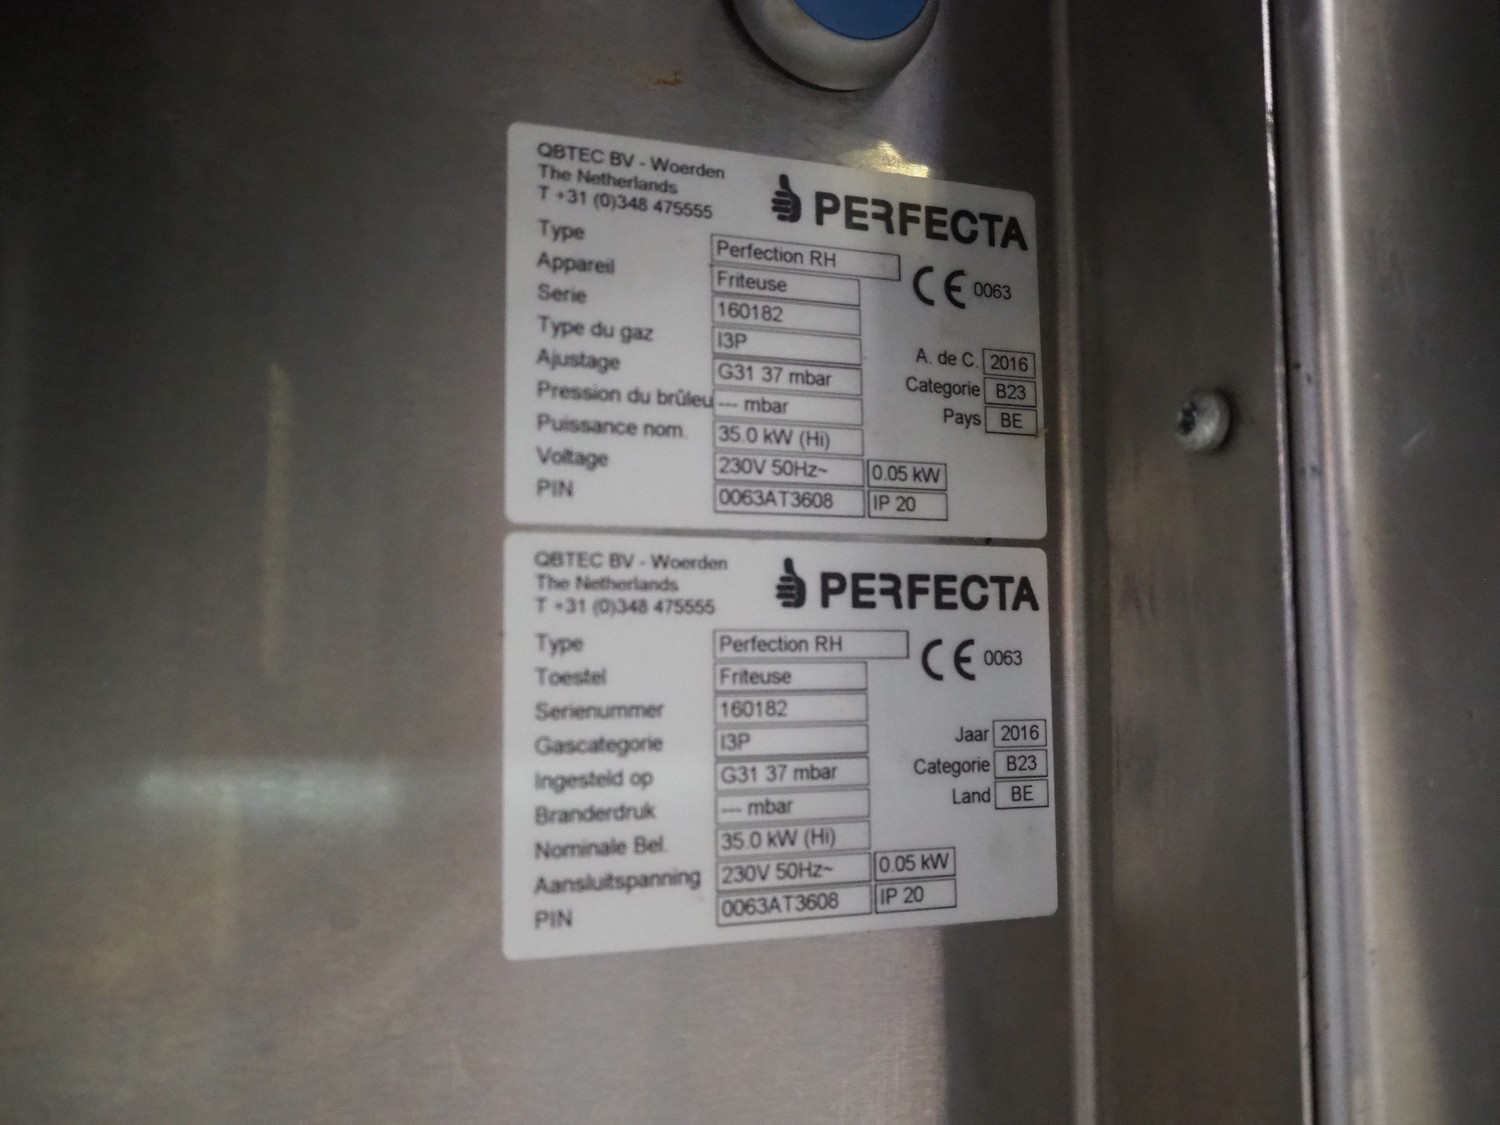 QBTEC BV - Woerden
The Netherlands
T +31 (0)348 475555
PERFECTA
Type Perfection RH
CE 0063
Appareil Friteuse
Serie 160182
Type du gaz I3P
Ajustage G31 37 mbar
A. de C. 2016
Pression du brûleu --- mbar
Categorie B23
Puissance nom. 35.0 kW (Hi)
Pays BE
Voltage 230V 50Hz~ 0.05 kW
PIN 0063AT3608 IP 20
QBTEC BV - Woerden
The Netherlands
T +31 (0)348 475555
PERFECTA
Type Perfection RH
CE 0063
Toestel Friteuse
Serienummer 160182
Gascategorie I3P
Jaar 2016
Ingesteld op G31 37 mbar
Categorie B23
Branderdruk --- mbar
Land BE
Nominale Bel. 35.0 kW (Hi)
Aansluitspanning 230V 50Hz~ 0.05 kW
PIN 0063AT3608 IP 20